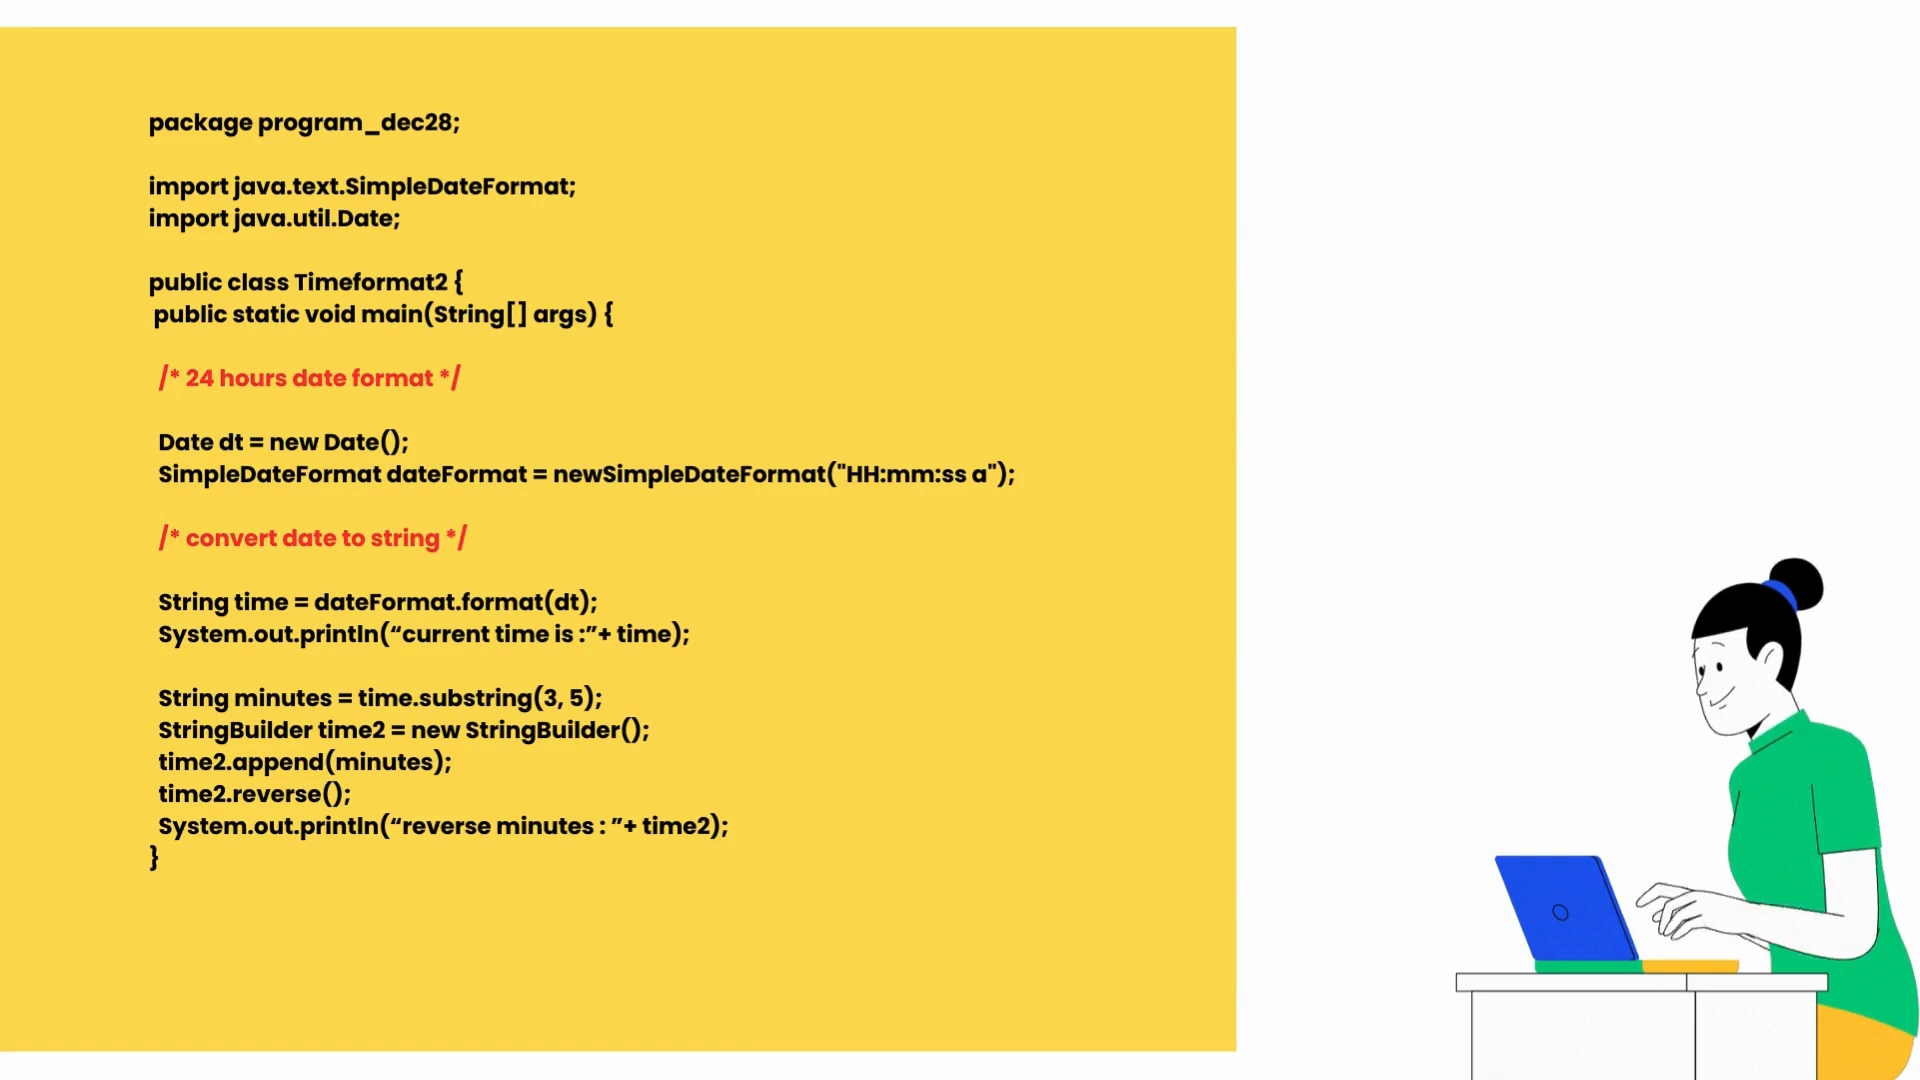 package program_dec28;
import java.text.SimpleDateFormat;
import java.util.Date;
public class Timeformat2 {
public static void main(String[] args) {
/* 24 hours date format */
Date dt = new Date();
SimpleDateFormat dateFormat = newSimpleDateFormat("HH:mm:ss a");
/* convert date to string */
String time = dateFormat.format(dt);
System.out.println(“current time is :”+ time);
String minutes = time.substring(3, 5);
StringBuilder time2 = new StringBuilder();
time2.append(minutes);
time2.reverse();
System.out.println(“reverse minutes : ”+ time2);
}